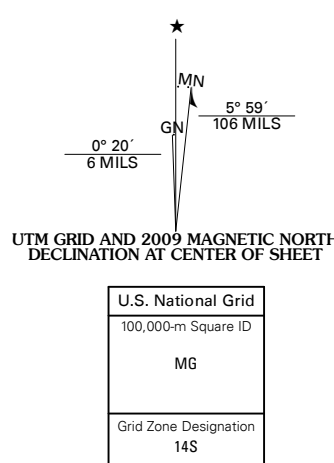 ★
MN
GN
5° 59´
106 MILS
0° 20´
6 MILS
UTM GRID AND 2009 MAGNETIC NORTH
DECLINATION AT CENTER OF SHEET
U.S. National Grid
100,000-m Square ID
MG
Grid Zone Designation
14S